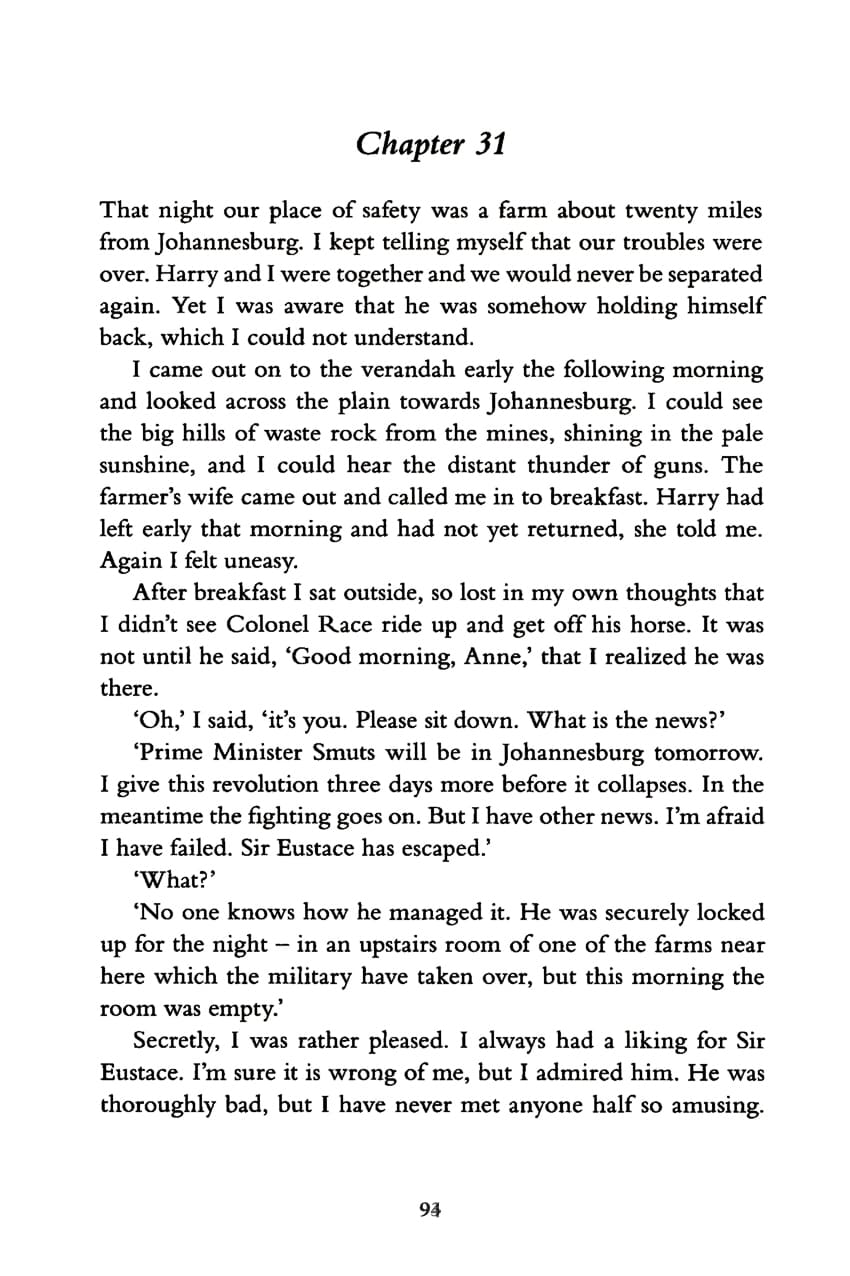 Chapter 31
That night our place of safety was a farm about twenty miles
from Johannesburg. I kept telling myself that our troubles were
over. Harry and I were together and we would never be separated
again. Yet I was aware that he was somehow holding himself
back, which I could not understand.
I came out on to the verandah early the following morning
and looked across the plain towards Johannesburg. I could see
the big hills of waste rock from the mines, shining in the pale
sunshine, and I could hear the distant thunder of guns. The
farmer’s wife came out and called me in to breakfast. Harry had
left early that morning and had not yet returned, she told me.
Again I felt uneasy.
After breakfast I sat outside, so lost in my own thoughts that
I didn’t see Colonel Race ride up and get off his horse. It was
not until he said, ‘Good morning, Anne,’ that I realized he was
there.
‘Oh,’ I said, ‘it’s you. Please sit down. What is the news?’
‘Prime Minister Smuts will be in Johannesburg tomorrow.
I give this revolution three days more before it collapses. In the
meantime the fighting goes on. But I have other news. I’m afraid
I have failed. Sir Eustace has escaped.’
‘What?’
‘No one knows how he managed it. He was securely locked
up for the night – in an upstairs room of one of the farms near
here which the military have taken over, but this morning the
room was empty.’
Secretly, I was rather pleased. I always had a liking for Sir
Eustace. I’m sure it is wrong of me, but I admired him. He was
thoroughly bad, but I have never met anyone half so amusing.